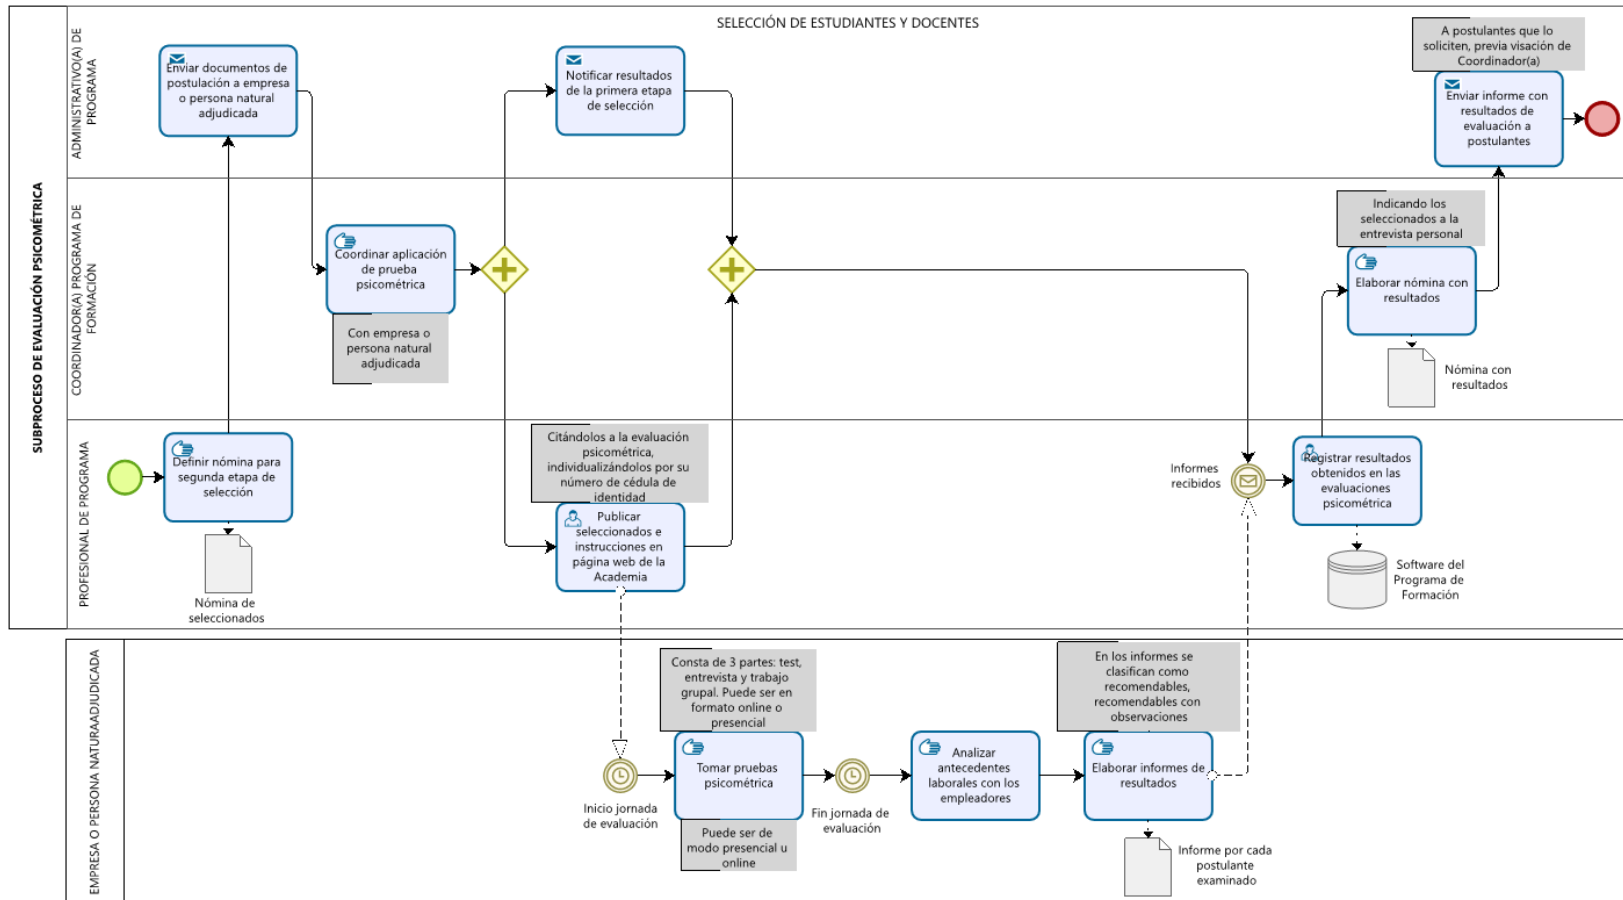 SELECCIÓN DE ESTUDIANTES Y DOCENTES
SUBPROCESO DE EVALUACIÓN PSICOMÉTRICA
ADMINISTRATIVO(A) DE
PROGRAMA
Enviar documentos de
postulación a empresa
o persona natural
adjudicada
Notificar resultados
de la primera etapa
de selección
A postulantes que lo
soliciten, previa visación de
Coordinador(a)
Enviar informe con
resultados de
evaluación a
postulantes
COORDINADOR(A) PROGRAMA DE
FORMACIÓN
Coordinar aplicación
de prueba
psicométrica
Con empresa o
persona natural
adjudicada
Indicando los
seleccionados a la
entrevista personal
Elaborar nómina con
resultados
Nómina con
resultados
PROFESIONAL DE PROGRAMA
Definir nómina para
segunda etapa de
selección
Nómina de
seleccionados
Citándolos a la evaluación
psicométrica,
individualizándolos por su
número de cédula de
identidad
Publicar
seleccionados e
instrucciones en
página web de la
Academia
Informes
recibidos
Registrar resultados
obtenidos en las
evaluaciones
psicométrica
Software del
Programa de
Formación
EMPRESA O PERSONA NATURAADJUDICADA
Inicio jornada
de evaluación
Consta de 3 partes: test,
entrevista y trabajo
grupal. Puede ser en
formato online o
presencial
Tomar pruebas
psicométrica
Puede ser de
modo presencial u
online
Fin jornada de
evaluación
Analizar
antecedentes
laborales con los
empleadores
En los informes se
clasifican como
recomendables,
recomendables con
observaciones
Elaborar informes de
resultados
Informe por cada
postulante
examinado